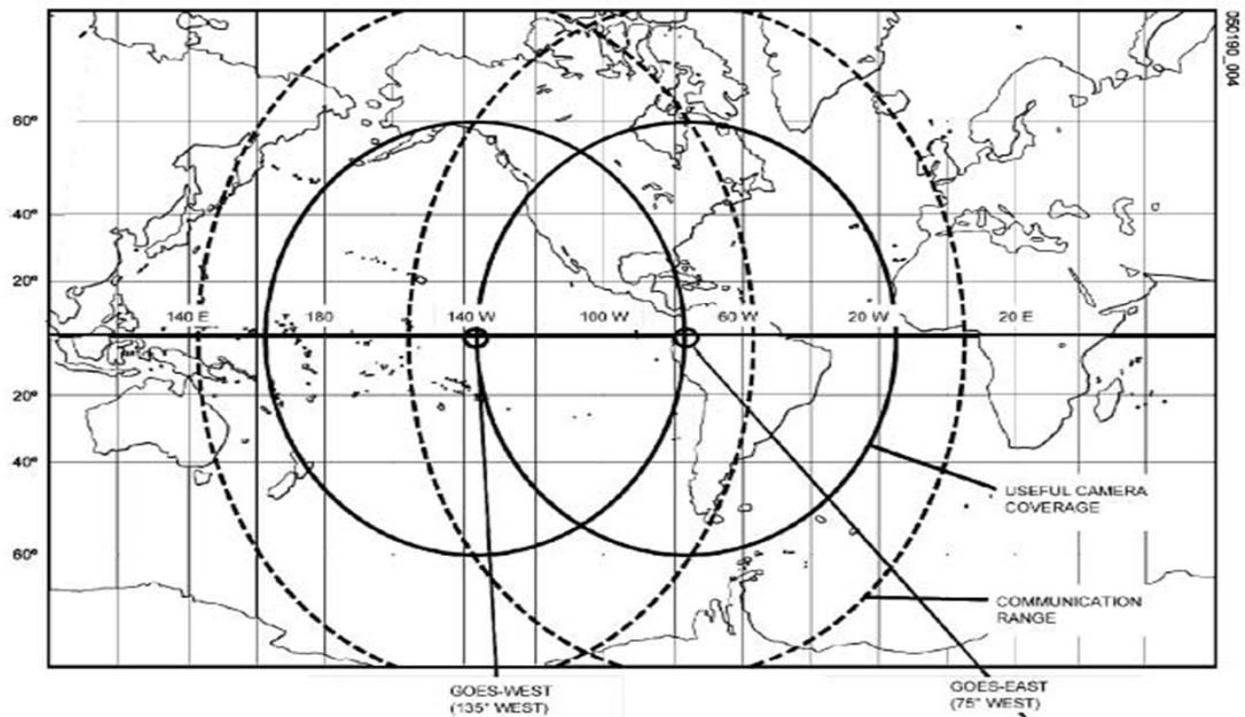 050190_004
60°
40°
20°
140 E 180 140 W 100 W 60 W 20 W 20 E
20°
40°
60°
USEFUL CAMERA
COVERAGE
COMMUNICATION
RANGE
GOES-WEST
(135° WEST)
GOES-EAST
(75° WEST)